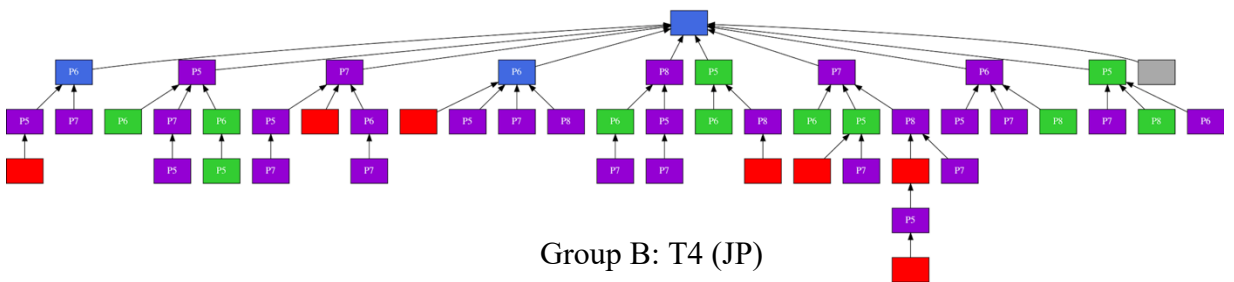 P6 P5 P7 P6 P8 P5 P7 P6 P5
P5 P7 P6 P7 P6 P5 P6 P5 P7 P8 P6 P5 P6 P8 P6 P5 P8 P5 P7 P8 P7 P8 P6
P5 P5 P7 P7 P7 P7 P7 P7
P5
Group B: T4 (JP)